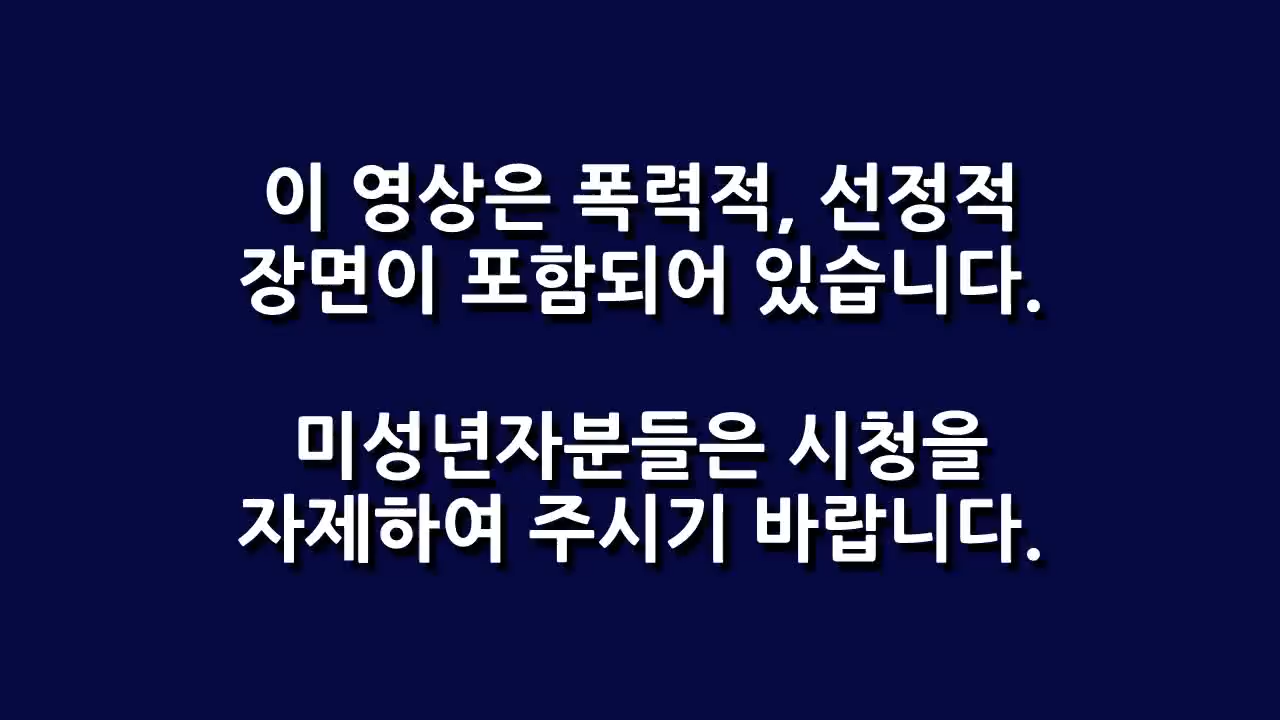 이 영상은 폭력적, 선정적
장면이 포함되어 있습니다.
미성년자분들은 시청을
자제하여 주시기 바랍니다.